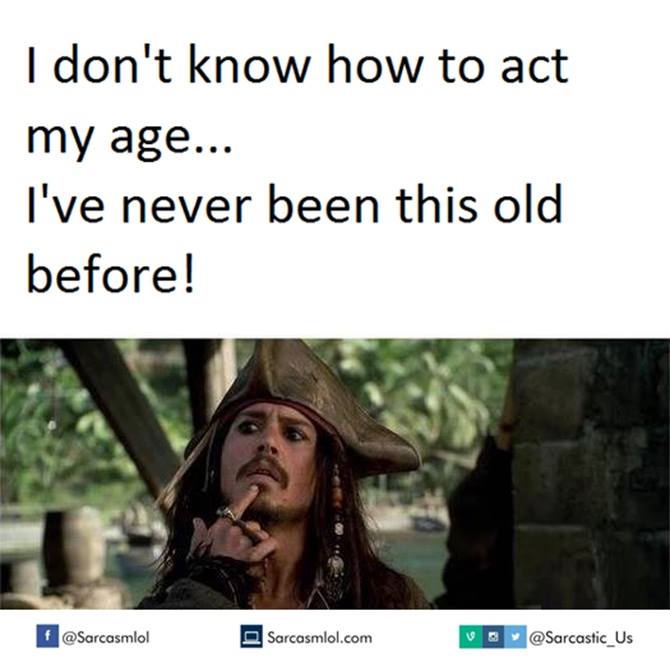 I don't know how to act
my age...
I've never been this old
before!
@Sarcasmlol Sarcasmlol.com @Sarcastic_Us